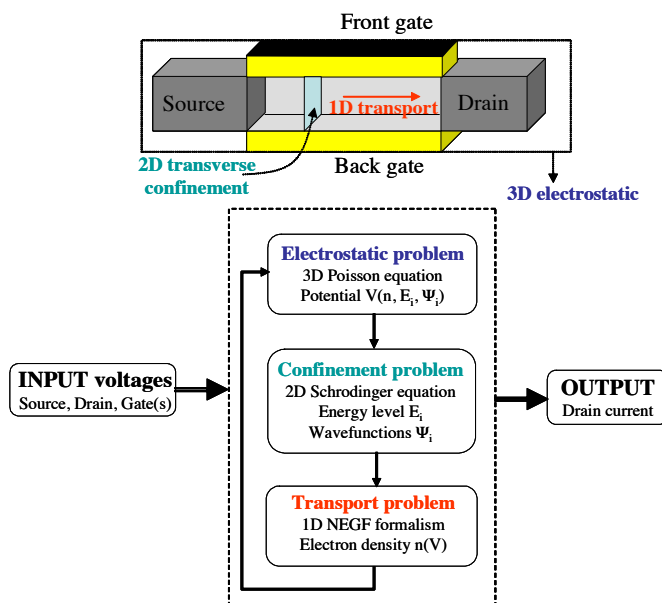 Front gate
Source
1D transport
Drain
2D transverse
confinement
Back gate
3D electrostatic
Electrostatic problem
3D Poisson equation
Potential V(n, Eᵢ, Ψᵢ)
INPUT voltages
Source, Drain, Gate(s)
Confinement problem
2D Schrodinger equation
Energy level Eᵢ
Wavefunctions Ψᵢ
OUTPUT
Drain current
Transport problem
1D NEGF formalism
Electron density n(V)